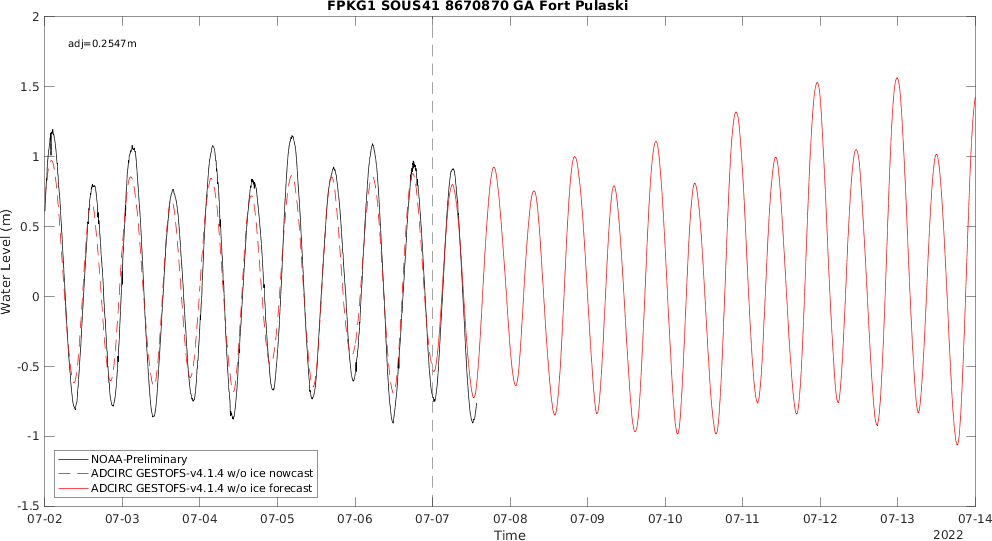 FPKG1 SOUS41 8670870 GA Fort Pulaski
2
adj=0.2547m
1.5
1
0.5
0
-0.5
-1
-1.5
Water Level (m)
NOAA-Preliminary
ADCIRC GESTOFS-v4.1.4 w/o ice nowcast
ADCIRC GESTOFS-v4.1.4 w/o ice forecast
07-02 07-03 07-04 07-05 07-06 07-07 07-08 07-09 07-10 07-11 07-12 07-13 07-14
Time
2022